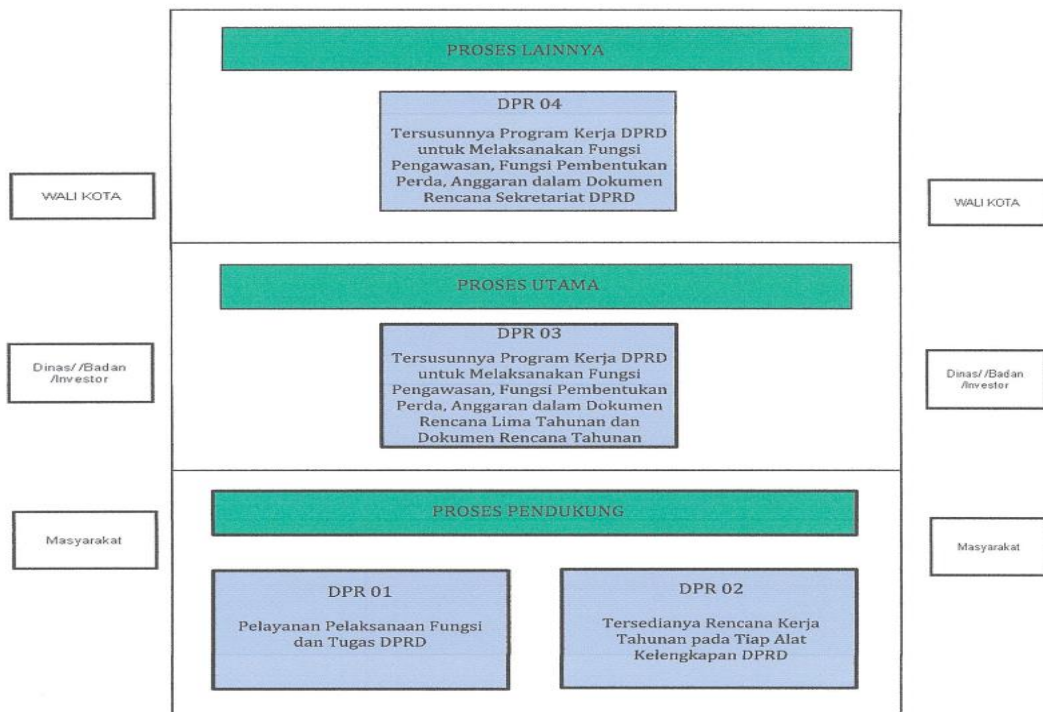 PROSES LAINNYA
DPR 04
Tersusunnya Program Kerja DPRD
untuk Melaksanakan Fungsi
Pengawasan, Fungsi Pembentukan
Perda, Anggaran dalam Dokumen
Rencana Sekretariat DPRD
WALI KOTA
WALI KOTA
PROSES UTAMA
DPR 03
Tersusunnya Program Kerja DPRD
untuk Melaksanakan Fungsi
Pengawasan, Fungsi Pembentukan
Perda, Anggaran dalam Dokumen
Rencana Lima Tahunan dan
Dokumen Rencana Tahunan
Dinas//Badan
/Investor
Dinas//Badan
/Investor
PROSES PENDUKUNG
Masyarakat
Masyarakat
DPR 01
Pelayanan Pelaksanaan Fungsi
dan Tugas DPRD
DPR 02
Tersedianya Rencana Kerja
Tahunan pada Tiap Alat
Kelengkapan DPRD